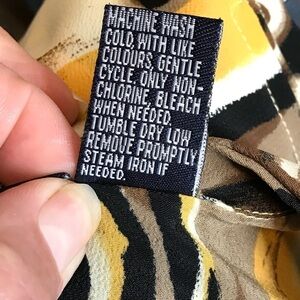 MACHINE WASH
COLD, WITH LIKE
COLOURS, GENTLE
CYCLE. ONLY NON-
CHLORINE, BLEACH
WHEN NEEDED.
TUMBLE DRY LOW
REMOVE PROMPTLY
STEAM IRON IF
NEEDED.